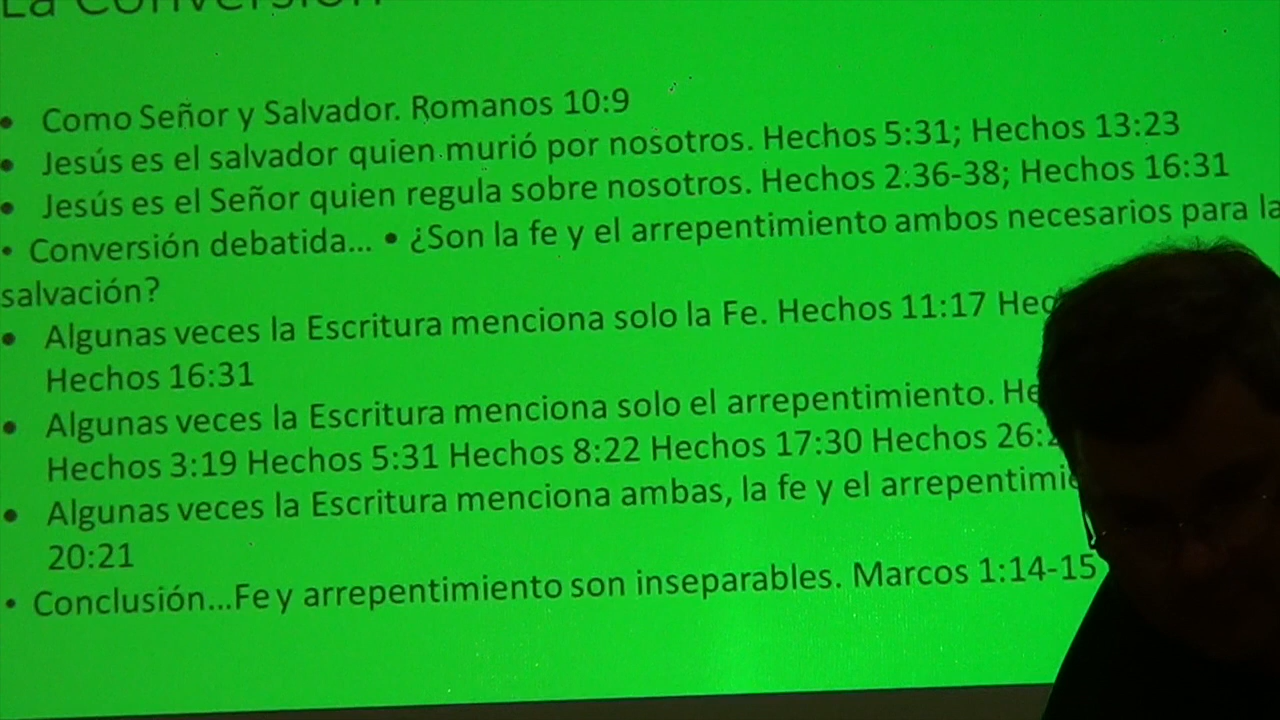 La Conversión
• Como Señor y Salvador. Romanos 10:9
• Jesús es el salvador quien murió por nosotros. Hechos 5:31; Hechos 13:23
• Jesús es el Señor quien regula sobre nosotros. Hechos 2:36-38; Hechos 16:31
• Conversión debatida... • ¿Son la fe y el arrepentimiento ambos necesarios para la
salvación?
• Algunas veces la Escritura menciona solo la Fe. Hechos 11:17
Hechos 16:31
• Algunas veces la Escritura menciona solo el arrepentimiento.
Hechos 3:19 Hechos 5:31 Hechos 8:22 Hechos 17:30 Hechos
• Algunas veces la Escritura menciona ambas, la fe y el
20:21
• Conclusión...Fe y arrepentimiento son inseparables. Marcos 1:14-15